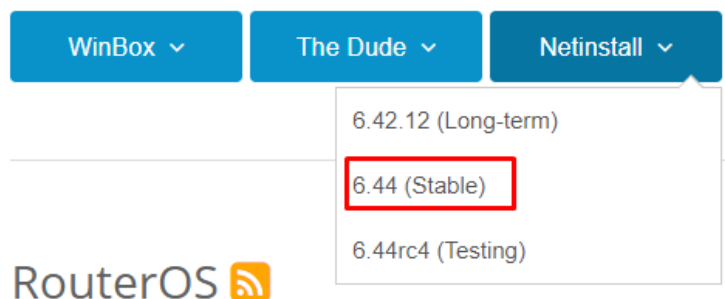 WinBox The Dude Netinstall
6.42.12 (Long-term)
6.44 (Stable)
6.44rc4 (Testing)
RouterOS